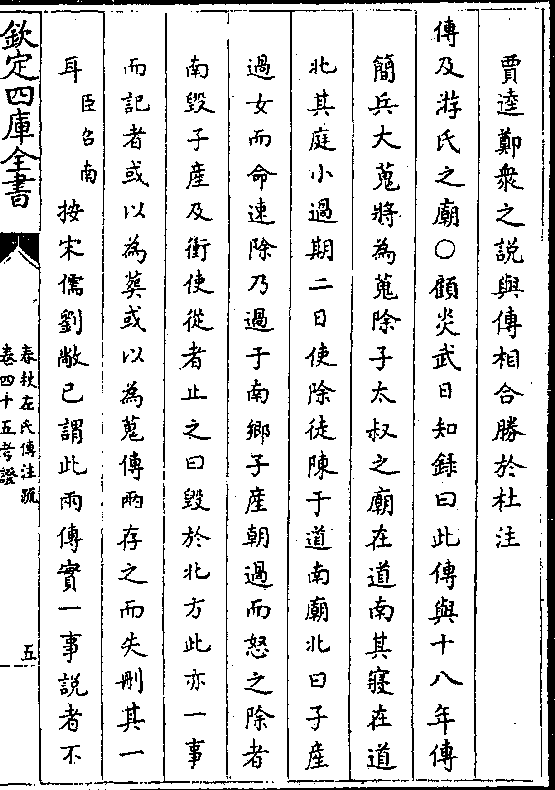 賈逵鄭衆之説與傳相合勝於杜注
傳及游氏之廟○顧炎武日知録曰此傳與十八年傳
簡兵大蒐將為蒐除子太叔之廟在道南其寢在道
北其庭小過期二日使除徒陳于道南廟北曰子産
過女而命速除乃過于南鄉子産朝過而怒之除者
南毁子産及衝使從者止之曰毁於北方此亦一事
而記者或以為葬或以為蒐傳兩存之而失刪其一
耳臣召南按宋儒劉敞已謂此兩傳實一事説者不
欽定四庫全書
春秋左氏傳注疏
卷四十五考證
五